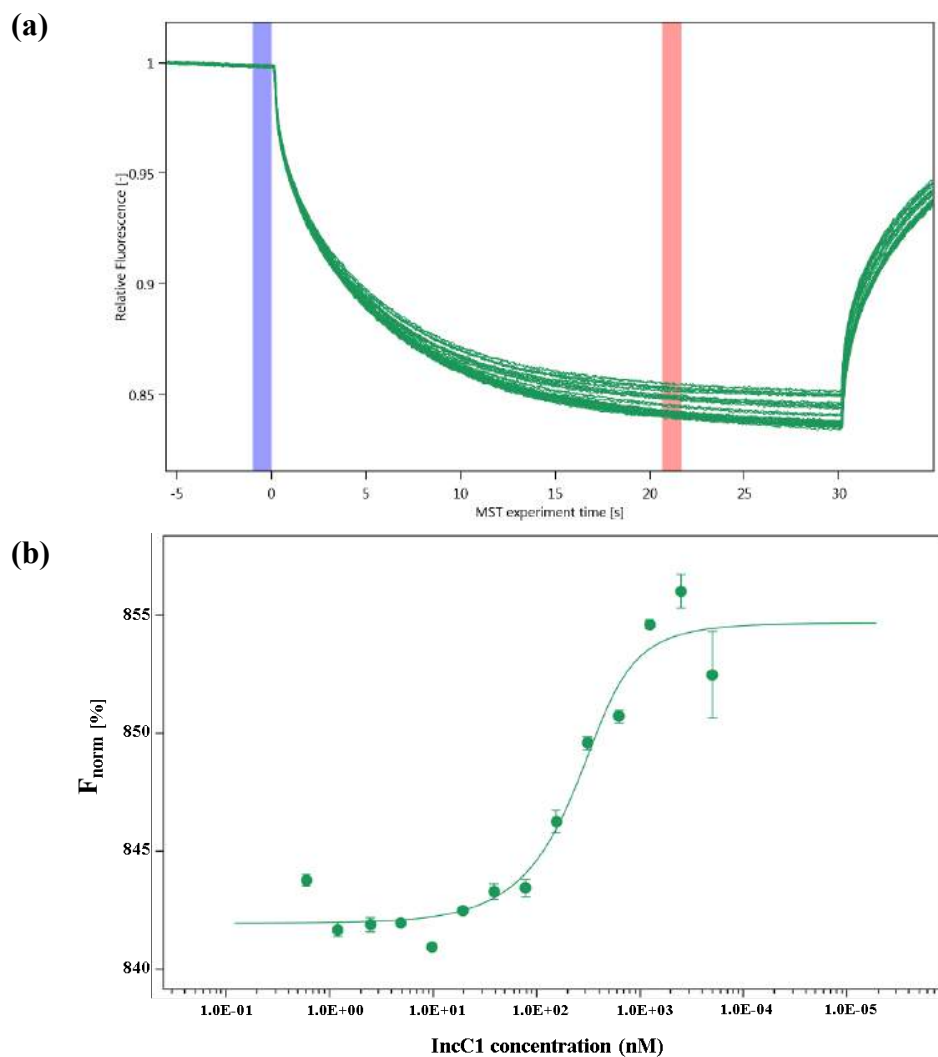 (a)
1
0.95
0.9
0.85
Relative Fluorescence [-]
-5 0 5 10 15 20 25 30
MST experiment time [s]
(b)
855
850
845
840
Fnorm [%]
1.0E-01 1.0E+00 1.0E+01 1.0E+02 1.0E+03 1.0E-04 1.0E-05
IncC1 concentration (nM)